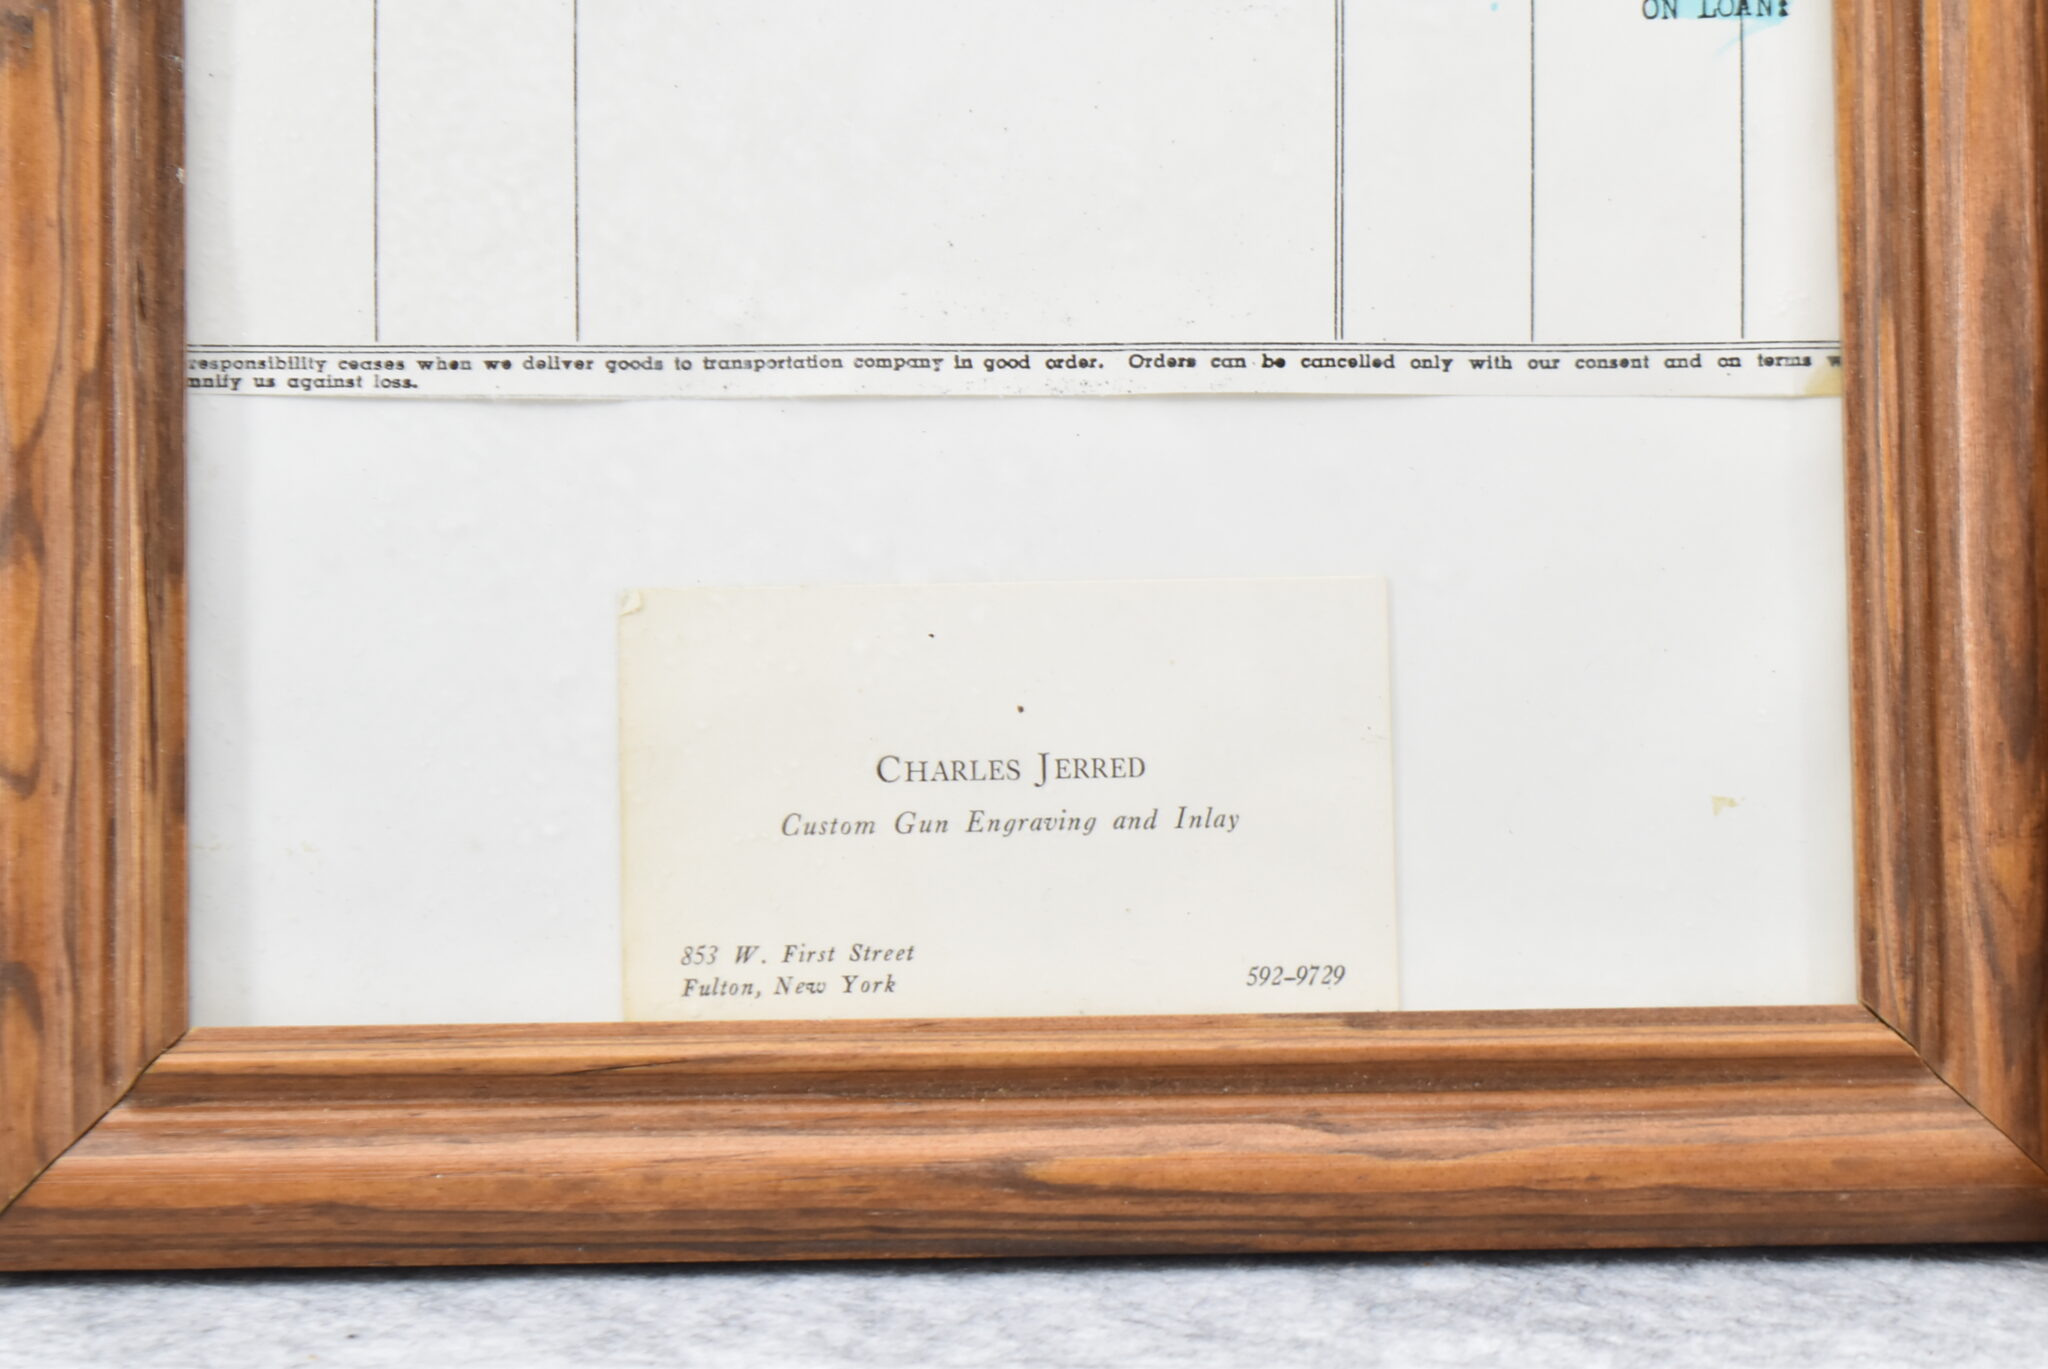 ON LOAN:
responsibility ceases when we deliver goods to transportation company in good order. Orders can be cancelled only with our consent and on terms
mnify us against loss.
CHARLES JERRED
Custom Gun Engraving and Inlay
853 W. First Street
Fulton, New York
592-9729